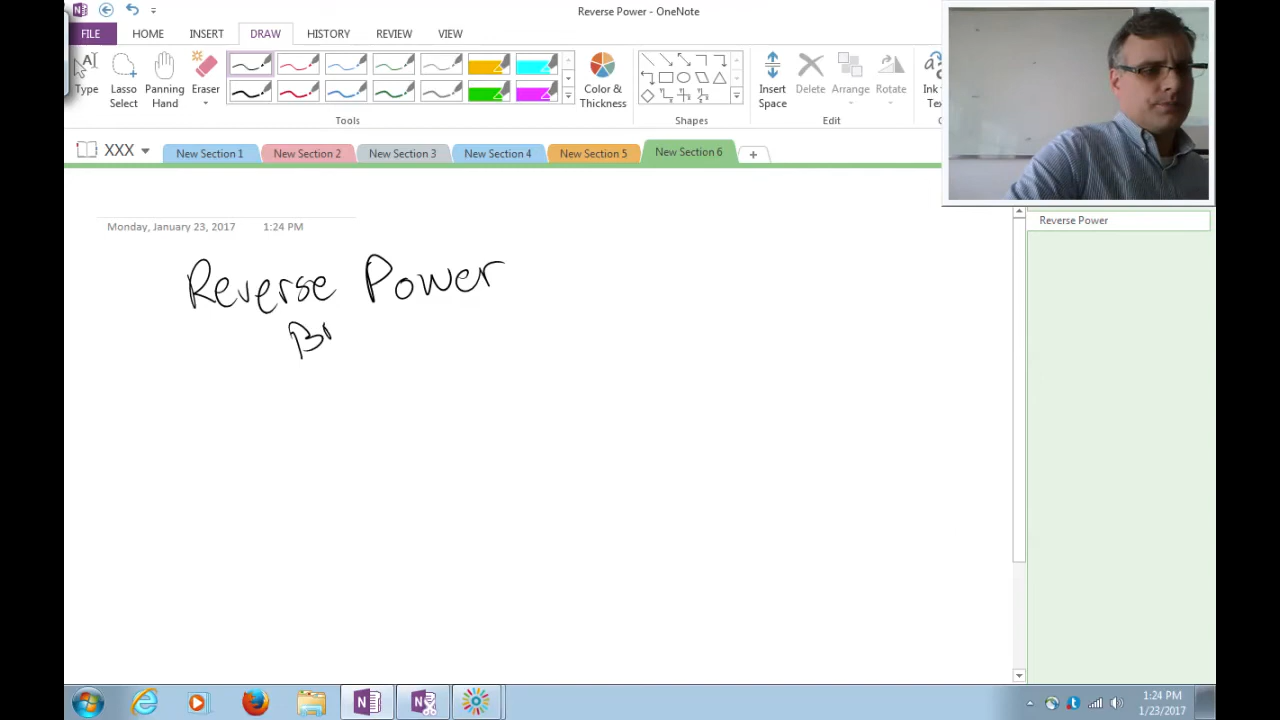 Reverse Power - OneNote
FILE HOME INSERT DRAW HISTORY REVIEW VIEW
Type
Lasso Select
Panning Hand
Eraser
Color & Thickness
Insert Space
Delete
Arrange
Rotate
Ink
Tools
Shapes
Edit
XXX New Section 1 New Section 2 New Section 3 New Section 4 New Section 5 New Section 6
Monday, January 23, 2017 1:24 PM
Reverse Power
Reverse Power
1:24 PM
1/23/2017